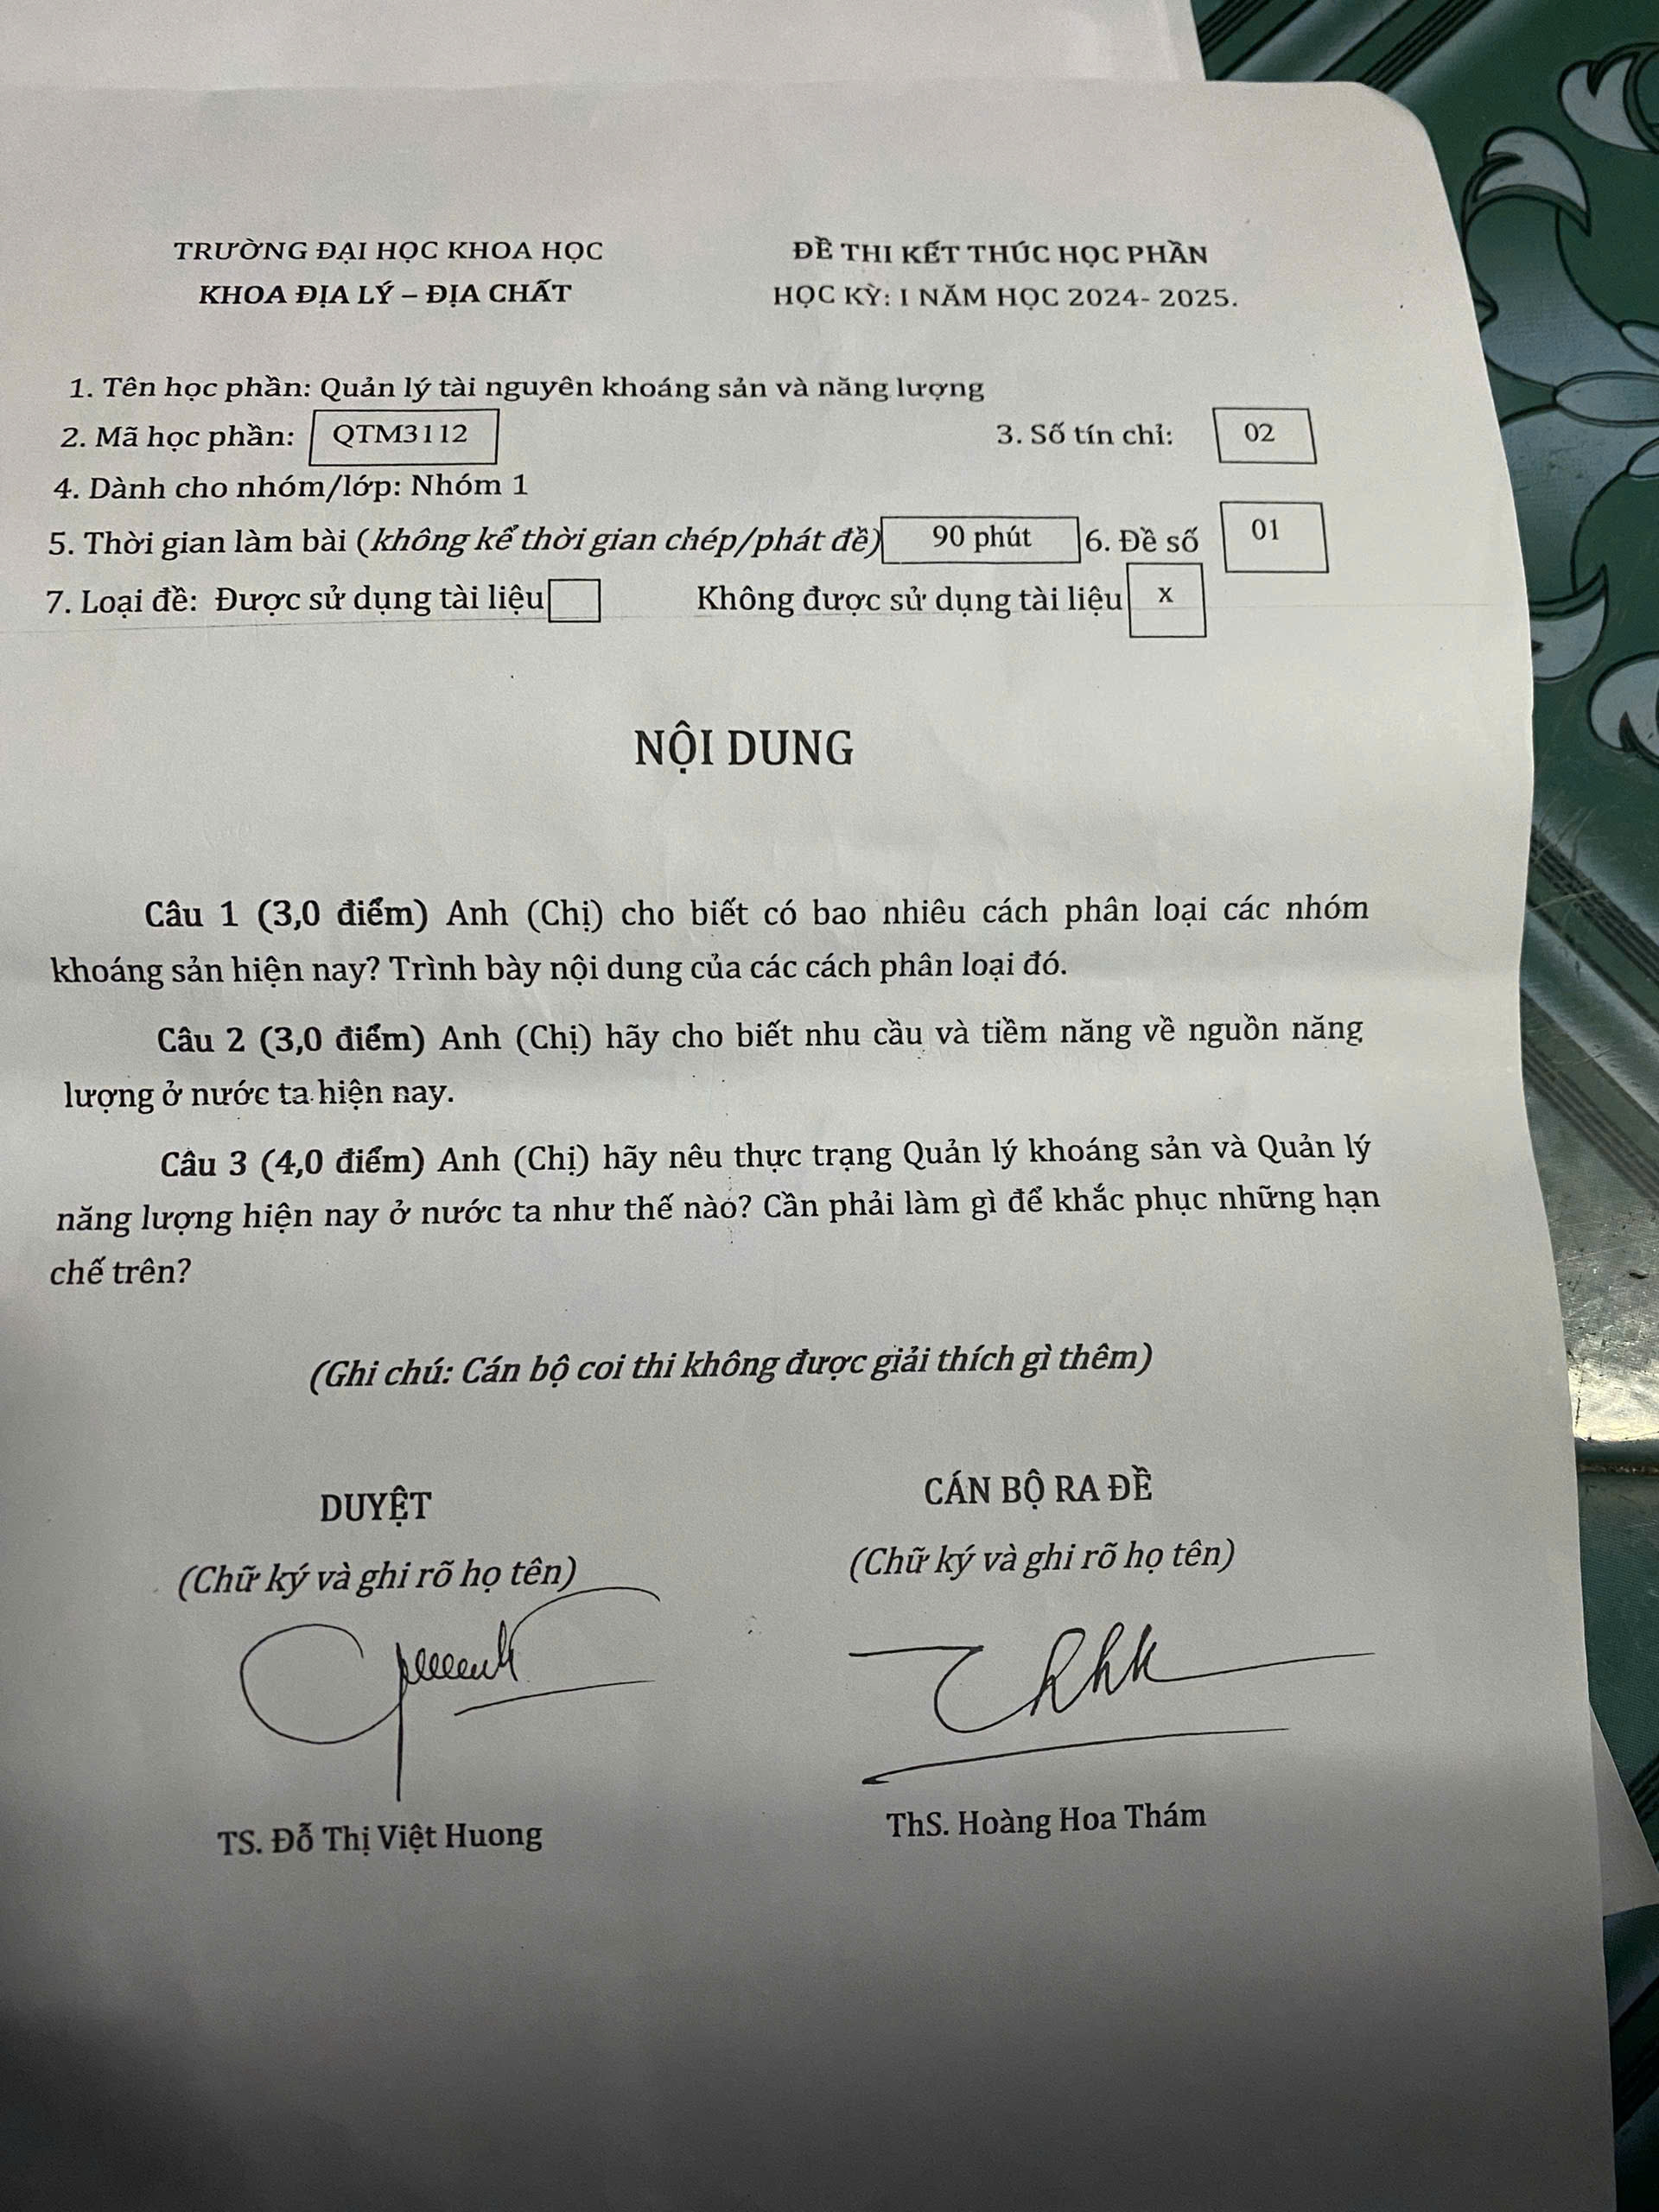 TRƯỜNG ĐẠI HỌC KHOA HỌC
KHOA ĐỊA LÝ – ĐỊA CHẤT
ĐỀ THI KẾT THÚC HỌC PHẦN
HỌC KỲ: I NĂM HỌC 2024- 2025.
1. Tên học phần: Quản lý tài nguyên khoáng sản và năng lượng
2. Mã học phần: QTM3112 3. Số tín chỉ: 02
4. Dành cho nhóm/lớp: Nhóm 1
5. Thời gian làm bài (không kể thời gian chép/phát đề) 90 phút 6. Đề số 01
7. Loại đề: Được sử dụng tài liệu Không được sử dụng tài liệu x
NỘI DUNG
Câu 1 (3,0 điểm) Anh (Chị) cho biết có bao nhiêu cách phân loại các nhóm
khoáng sản hiện nay? Trình bày nội dung của các cách phân loại đó.
Câu 2 (3,0 điểm) Anh (Chị) hãy cho biết nhu cầu và tiềm năng về nguồn năng
lượng ở nước ta hiện nay.
Câu 3 (4,0 điểm) Anh (Chị) hãy nêu thực trạng Quản lý khoáng sản và Quản lý
năng lượng hiện nay ở nước ta như thế nào? Cần phải làm gì để khắc phục những hạn
chế trên?
(Ghi chú: Cán bộ coi thi không được giải thích gì thêm)
DUYỆT
(Chữ ký và ghi rõ họ tên)
TS. Đỗ Thị Việt Huong
CÁN BỘ RA ĐỀ
(Chữ ký và ghi rõ họ tên)
ThS. Hoàng Hoa Thám